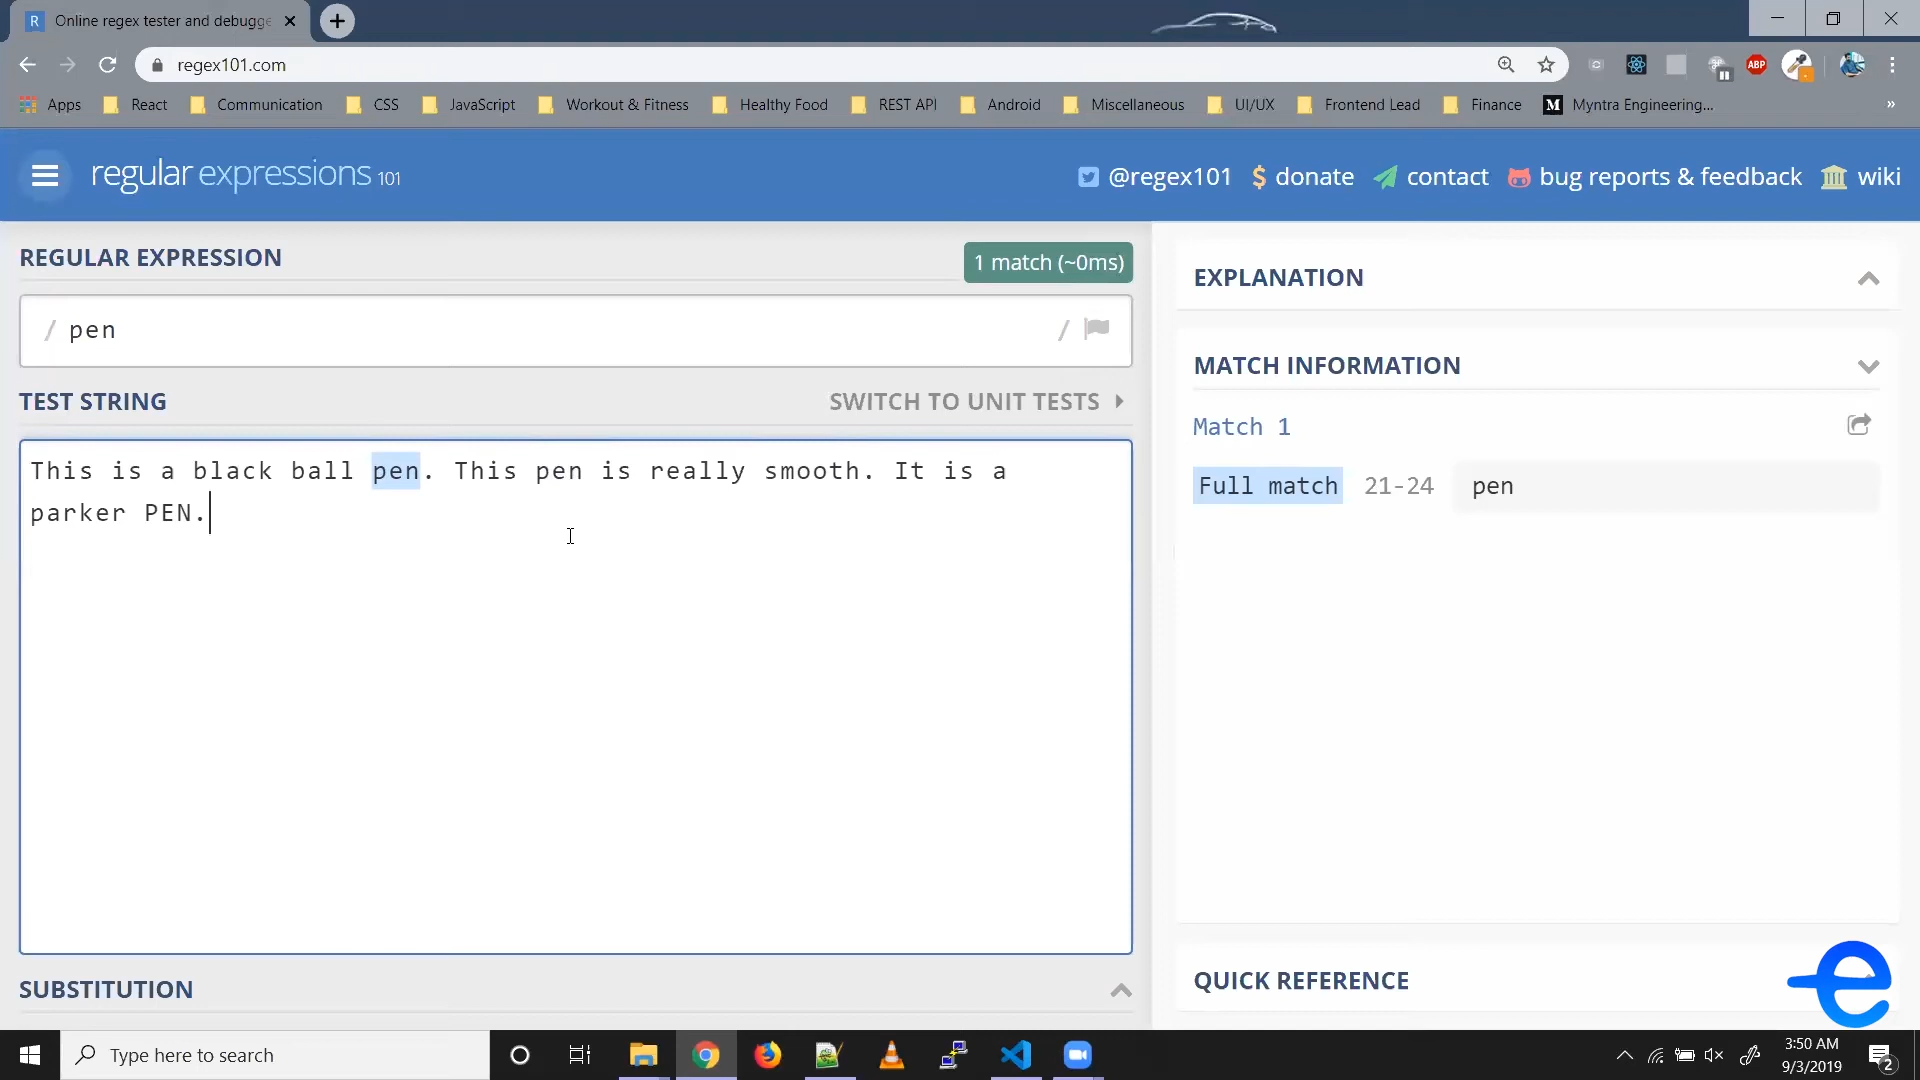 R Online regex tester and debugge
regex101.com
ABP
Apps React Communication CSS JavaScript Workout & Fitness Healthy Food REST API Android Miscellaneous UI/UX Frontend Lead Finance M Myntra Engineering... »
regular expressions 101
@regex101 $ donate contact bug reports & feedback wiki
REGULAR EXPRESSION
1 match (~0ms)
/ pen /
TEST STRING
SWITCH TO UNIT TESTS
This is a black ball pen. This pen is really smooth. It is a
parker PEN.
SUBSTITUTION
EXPLANATION
MATCH INFORMATION
Match 1
Full match 21-24 pen
QUICK REFERENCE
e
Type here to search
3:50 AM
9/3/2019
2